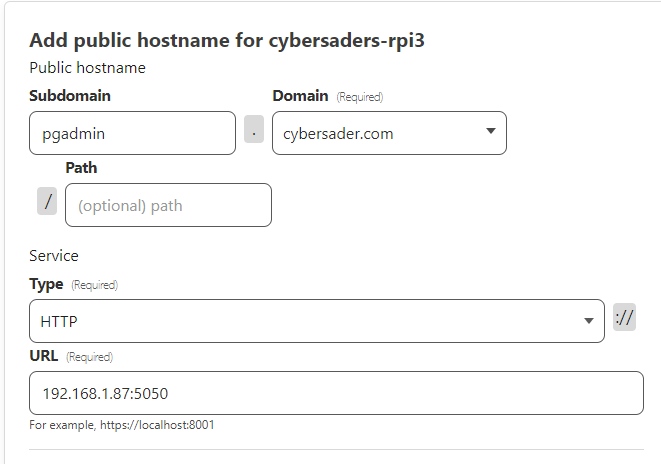 Add public hostname for cybersaders-rpi3
Public hostname
Subdomain Domain (Required)
pgadmin . cybersader.com
Path
/ (optional) path
Service
Type (Required)
HTTP ://
URL (Required)
192.168.1.87:5050
For example, https://localhost:8001